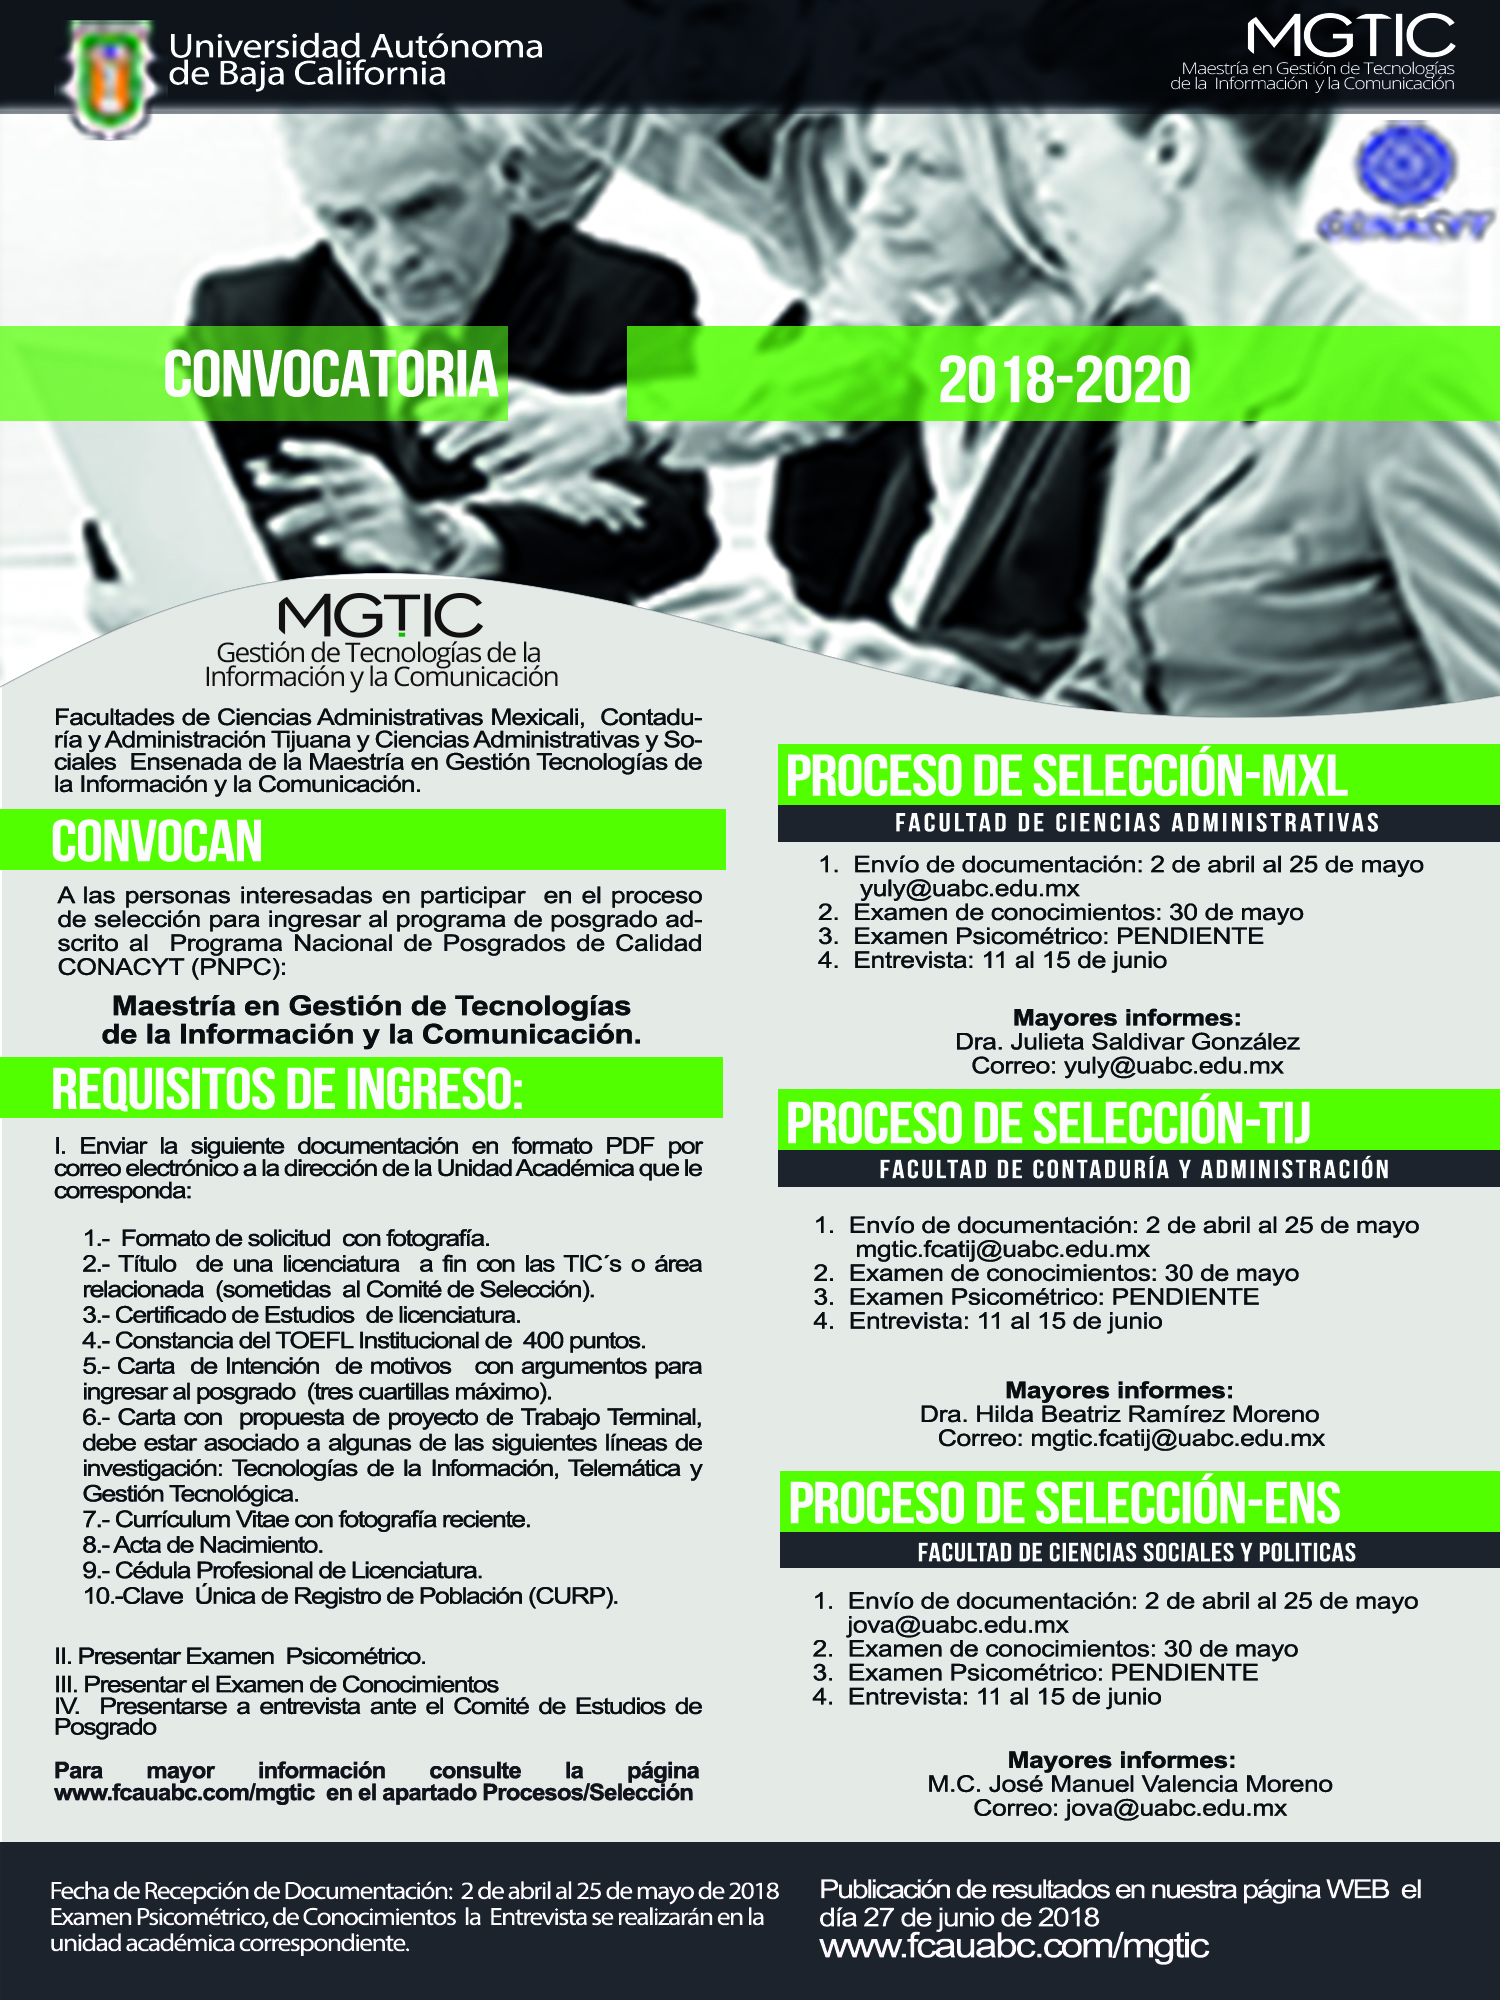 Universidad Autónoma
de Baja California
MGTIC
Maestría en Gestión de Tecnologías
de la Información y la Comunicación
CONACYT
CONVOCATORIA
2018-2020
MGTIC
Gestión de Tecnologías de la
Información y la Comunicación
Facultades de Ciencias Administrativas Mexicali, Contadu-
ría y Administración Tijuana y Ciencias Administrativas y So-
ciales Ensenada de la Maestría en Gestión Tecnologías de
la Información y la Comunicación.
CONVOCAN
A las personas interesadas en participar en el proceso
de selección para ingresar al programa de posgrado ad-
scrito al Programa Nacional de Posgrados de Calidad
CONACYT (PNPC):
Maestría en Gestión de Tecnologías
de la Información y la Comunicación.
REQUISITOS DE INGRESO:
I. Enviar la siguiente documentación en formato PDF por
correo electrónico a la dirección de la Unidad Académica que le
corresponda:
1.- Formato de solicitud con fotografía.
2.- Título de una licenciatura a fin con las TIC´s o área
relacionada (sometidas al Comité de Selección).
3.- Certificado de Estudios de licenciatura.
4.- Constancia del TOEFL Institucional de 400 puntos.
5.- Carta de Intención de motivos con argumentos para
ingresar al posgrado (tres cuartillas máximo).
6.- Carta con propuesta de proyecto de Trabajo Terminal,
debe estar asociado a algunas de las siguientes líneas de
investigación: Tecnologías de la Información, Telemática y
Gestión Tecnológica.
7.- Currículum Vitae con fotografía reciente.
8.- Acta de Nacimiento.
9.- Cédula Profesional de Licenciatura.
10.-Clave Única de Registro de Población (CURP).
II. Presentar Examen Psicométrico.
III. Presentar el Examen de Conocimientos
IV. Presentarse a entrevista ante el Comité de Estudios de
Posgrado
Para mayor información consulte la página
www.fcauabc.com/mgtic en el apartado Procesos/Selección
PROCESO DE SELECCIÓN-MXL
FACULTAD DE CIENCIAS ADMINISTRATIVAS
1. Envío de documentación: 2 de abril al 25 de mayo
yuly@uabc.edu.mx
2. Examen de conocimientos: 30 de mayo
3. Examen Psicométrico: PENDIENTE
4. Entrevista: 11 al 15 de junio
Mayores informes:
Dra. Julieta Saldivar González
Correo: yuly@uabc.edu.mx
PROCESO DE SELECCIÓN-TIJ
FACULTAD DE CONTADURÍA Y ADMINISTRACIÓN
1. Envío de documentación: 2 de abril al 25 de mayo
mgtic.fcatij@uabc.edu.mx
2. Examen de conocimientos: 30 de mayo
3. Examen Psicométrico: PENDIENTE
4. Entrevista: 11 al 15 de junio
Mayores informes:
Dra. Hilda Beatriz Ramírez Moreno
Correo: mgtic.fcatij@uabc.edu.mx
PROCESO DE SELECCIÓN-ENS
FACULTAD DE CIENCIAS SOCIALES Y POLITICAS
1. Envío de documentación: 2 de abril al 25 de mayo
jova@uabc.edu.mx
2. Examen de conocimientos: 30 de mayo
3. Examen Psicométrico: PENDIENTE
4. Entrevista: 11 al 15 de junio
Mayores informes:
M.C. José Manuel Valencia Moreno
Correo: jova@uabc.edu.mx
Fecha de Recepción de Documentación: 2 de abril al 25 de mayo de 2018
Examen Psicométrico, de Conocimientos la Entrevista se realizarán en la
unidad académica correspondiente.
Publicación de resultados en nuestra página WEB el
día 27 de junio de 2018
www.fcauabc.com/mgtic